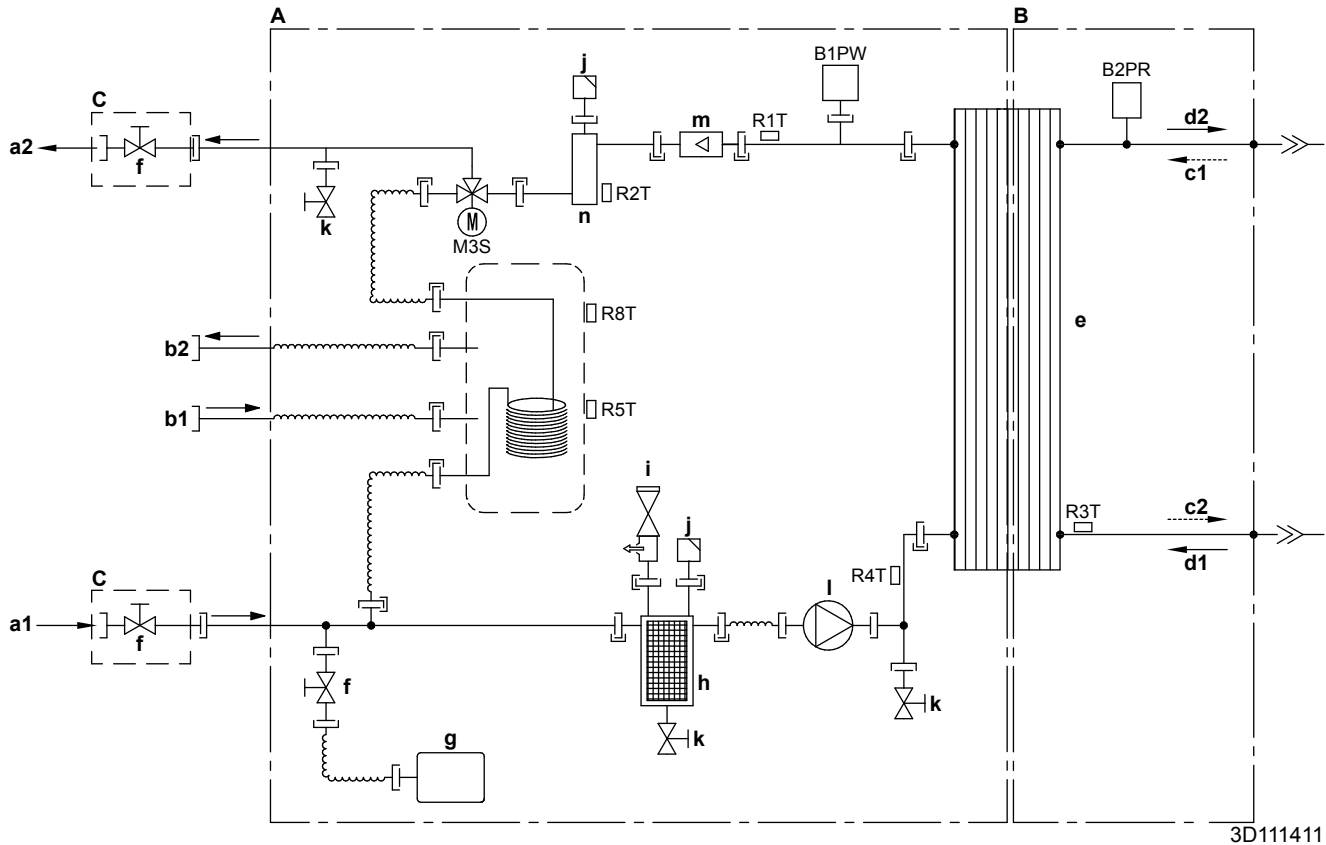 A
B
B1PW
j
B2PR
C
m
R1T
d2
a2
f
c1
R2T
k
n
M
M3S
R8T
e
b2
b1
R5T
i
j
R3T
c2
C
l
R4T
d1
a1
f
f
h
k
k
g
3D111411